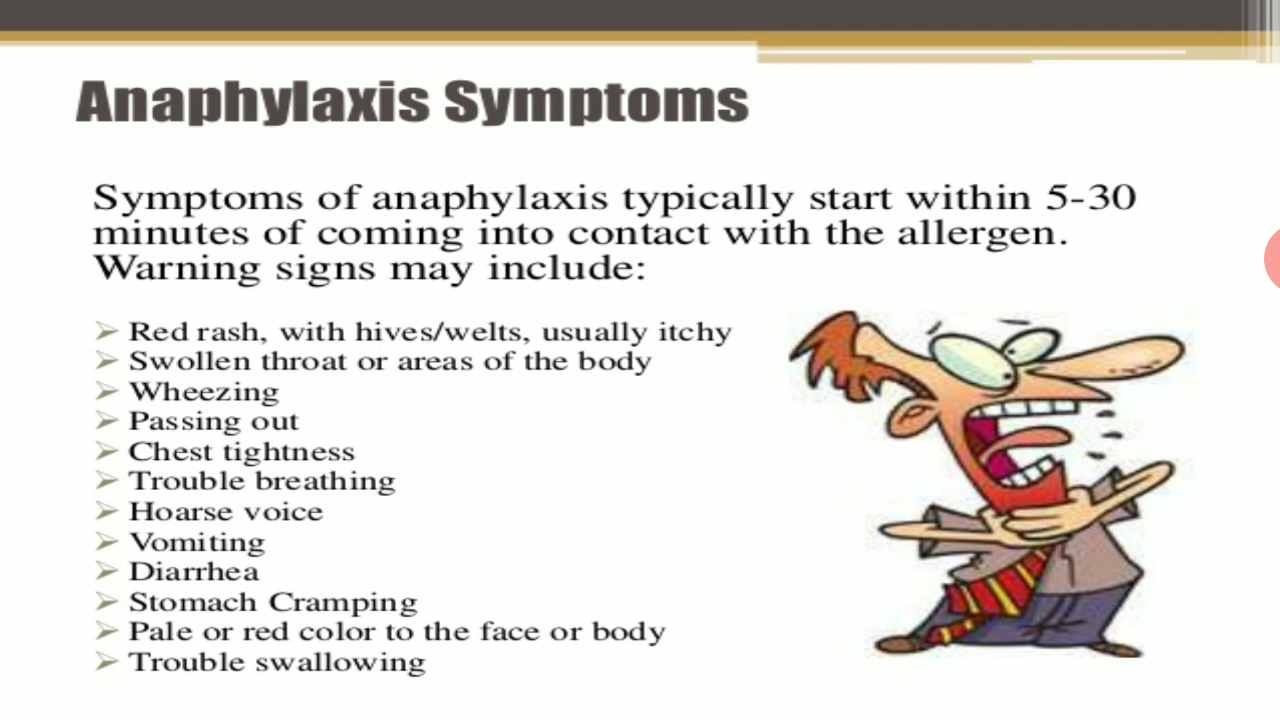 Anaphylaxis Symptoms
Symptoms of anaphylaxis typically start within 5-30
minutes of coming into contact with the allergen.
Warning signs may include:
Red rash, with hives/welts, usually itchy
Swollen throat or areas of the body
Wheezing
Passing out
Chest tightness
Trouble breathing
Hoarse voice
Vomiting
Diarrhea
Stomach Cramping
Pale or red color to the face or body
Trouble swallowing